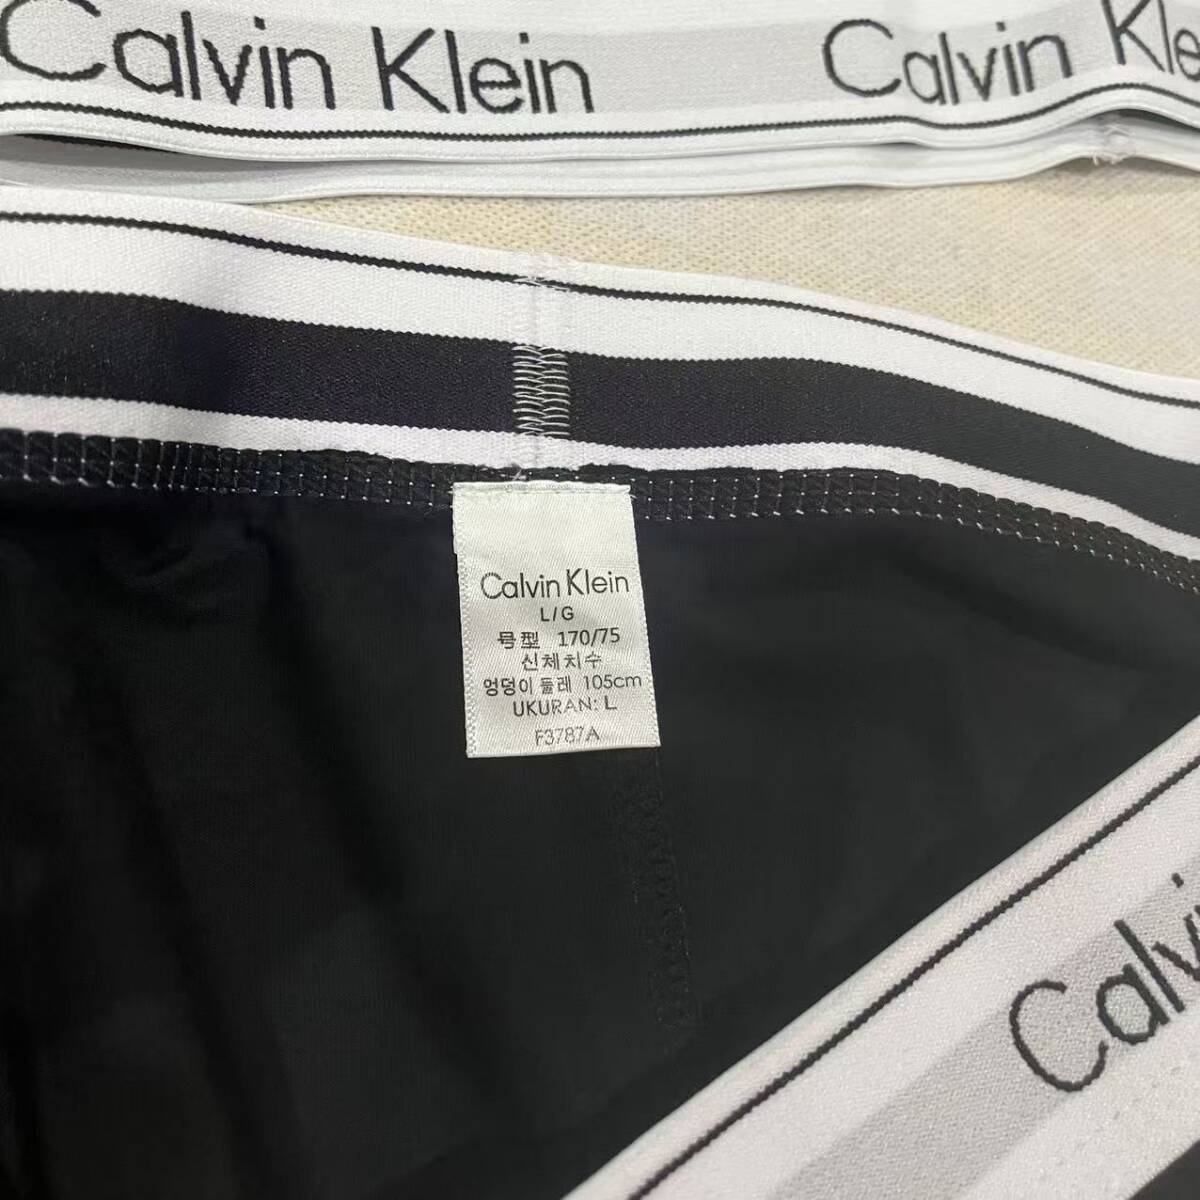 Calvin Klein
Calvin Kle
Calvin Klein
L/G
号型 170/75
신체치수
엉덩이 둘레 105cm
UKURAN: L
F3787A
Calvi